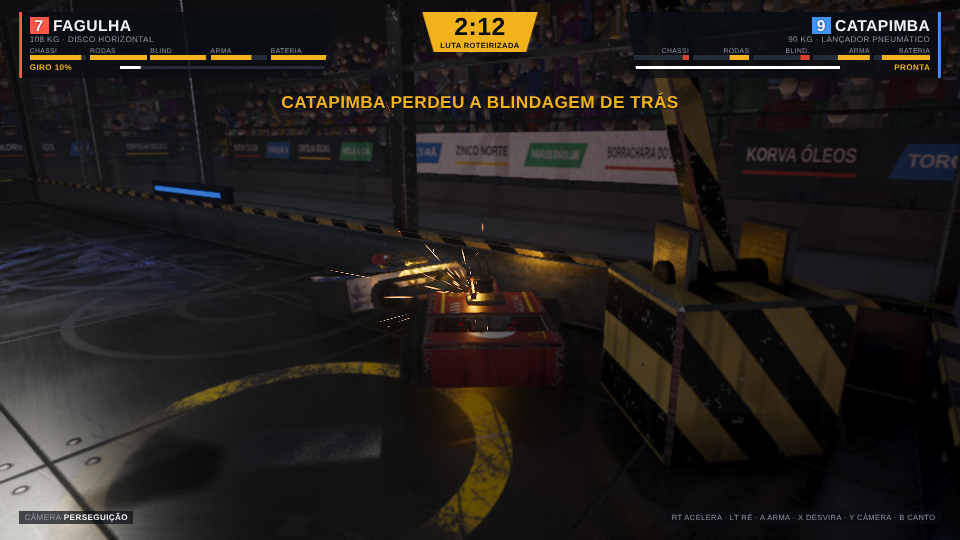 7 FAGULHA
108 KG · DISCO HORIZONTAL
CHASSI RODAS BLIND. ARMA BATERIA
GIRO 10%
2:12
LUTA ROTEIRIZADA
9 CATAPIMBA
90 KG · LANÇADOR PNEUMÁTICO
CHASSI RODAS BLIND. ARMA BATERIA
PRONTA
CATAPIMBA PERDEU A BLINDAGEM DE TRÁS
ZINCO NORTE
BORRACHARIA DO
KORVA ÓLEOS
TORQ
CÂMERA PERSEGUIÇÃO
RT ACELERA · LT RÉ · A ARMA · X DESVIRA · Y CÂMERA · B CANTO